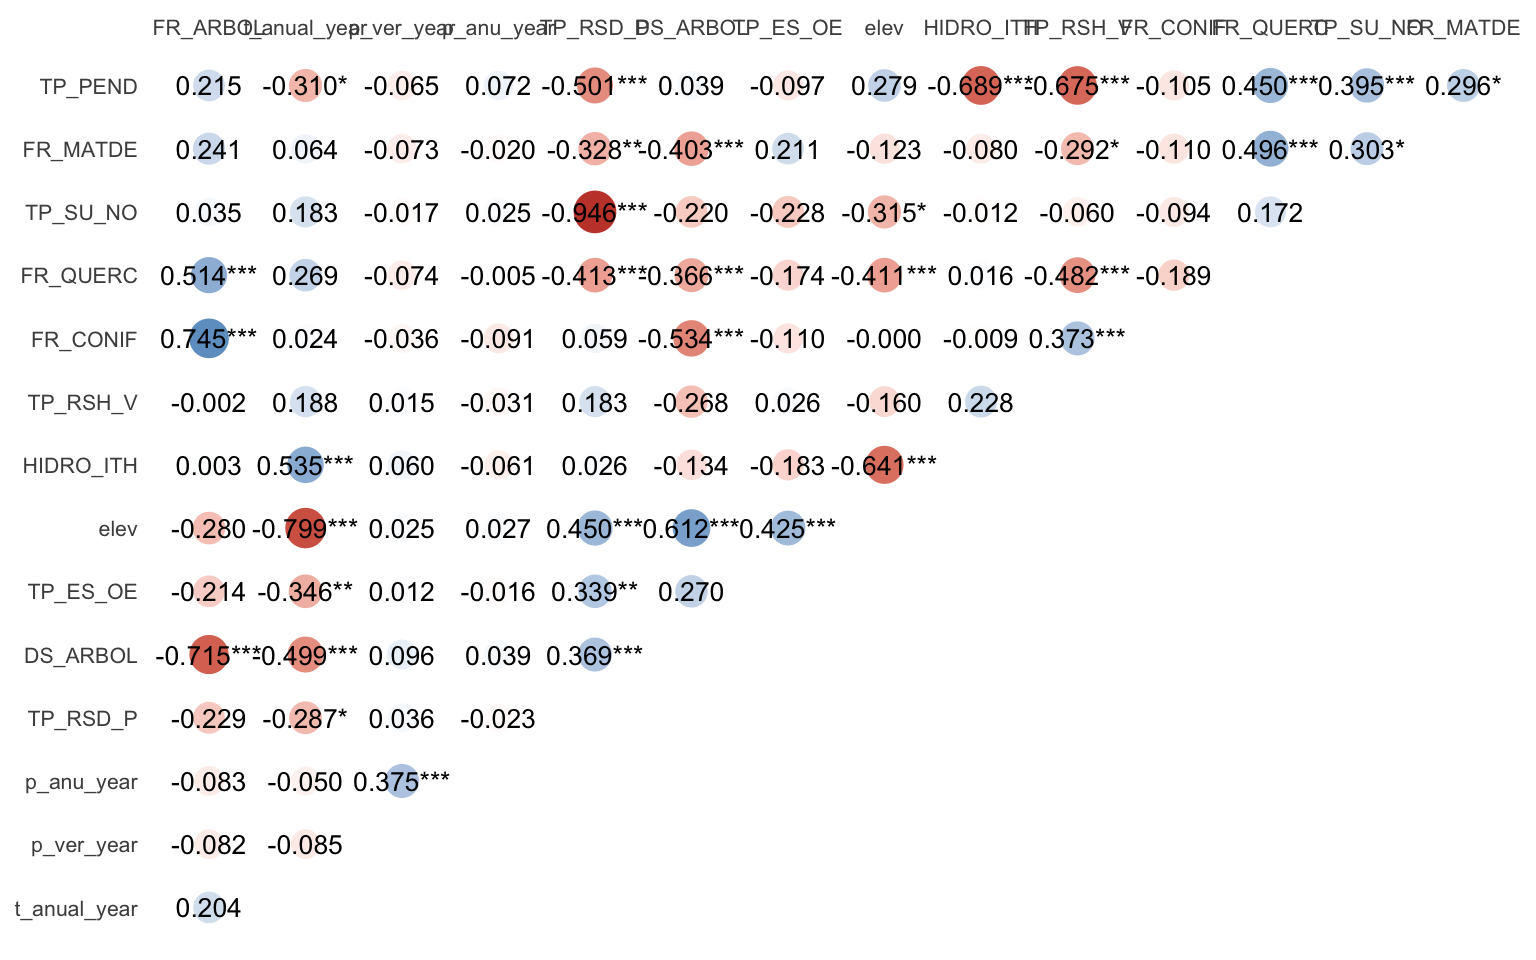 FR_ARBOL t_anual_year p_ver_year p_anu_year TP_RSD_P DS_ARBOL TP_ES_OE elev HIDRO_ITH TP_RSH_V FR_CONIF FR_QUERC TP_SU_NO FR_MATDE
TP_PEND 0.215 -0.310* -0.065 0.072 -0.501*** 0.039 -0.097 0.279 -0.689*** -0.675*** -0.105 0.450*** 0.395*** 0.296*
FR_MATDE 0.241 0.064 -0.073 -0.020 -0.328** -0.403*** 0.211 -0.123 -0.080 -0.292* -0.110 0.496*** 0.303*
TP_SU_NO 0.035 0.183 -0.017 0.025 -0.946*** -0.220 -0.228 -0.315* -0.012 -0.060 -0.094 0.172
FR_QUERC 0.514*** 0.269 -0.074 -0.005 -0.413*** -0.366*** -0.174 -0.411*** 0.016 -0.482*** -0.189
FR_CONIF 0.745*** 0.024 -0.036 -0.091 0.059 -0.534*** -0.110 -0.000 -0.009 0.373***
TP_RSH_V -0.002 0.188 0.015 -0.031 0.183 -0.268 0.026 -0.160 0.228
HIDRO_ITH 0.003 0.535*** 0.060 -0.061 0.026 -0.134 -0.183 -0.641***
elev -0.280 -0.799*** 0.025 0.027 0.450*** 0.612*** 0.425***
TP_ES_OE -0.214 -0.346** 0.012 -0.016 0.339** 0.270
DS_ARBOL -0.715*** -0.499*** 0.096 0.039 0.369***
TP_RSD_P -0.229 -0.287* 0.036 -0.023
p_anu_year -0.083 -0.050 0.375***
p_ver_year -0.082 -0.085
t_anual_year 0.204